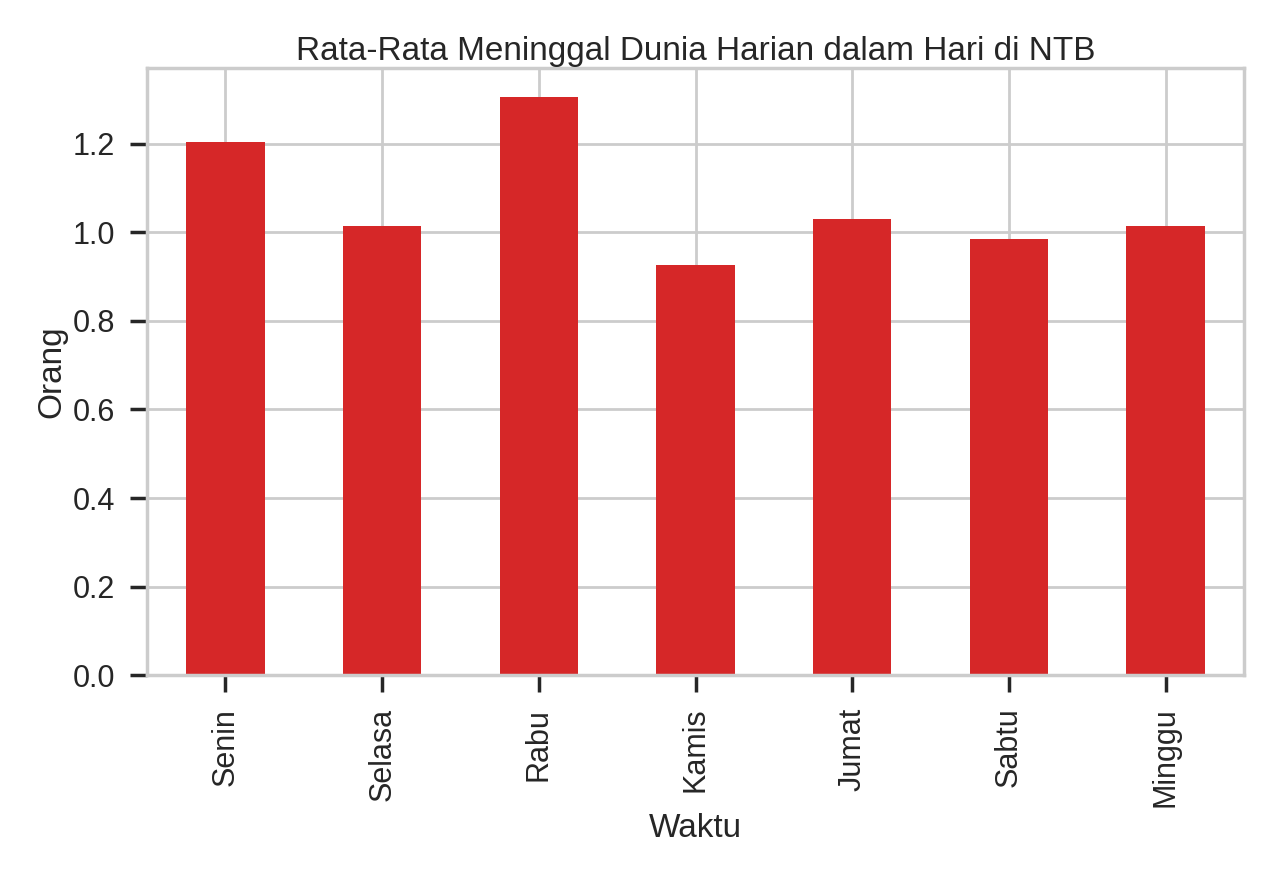 Rata-Rata Meninggal Dunia Harian dalam Hari di NTB
Orang
1.2
1.0
0.8
0.6
0.4
0.2
0.0
Senin
Selasa
Rabu
Kamis
Jumat
Sabtu
Minggu
Waktu